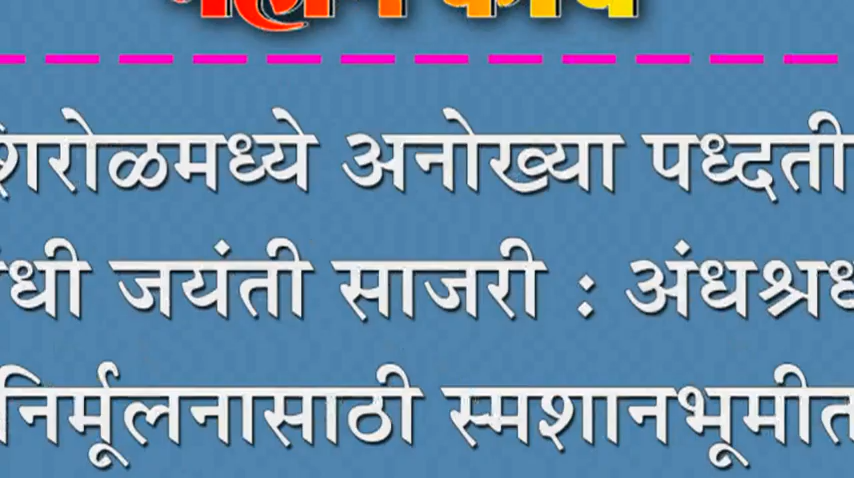 शिरोळमध्ये अनोख्या पध्दती
जयंती साजरी : अंधश्रध
निर्मूलनासाठी स्मशानभूमीत